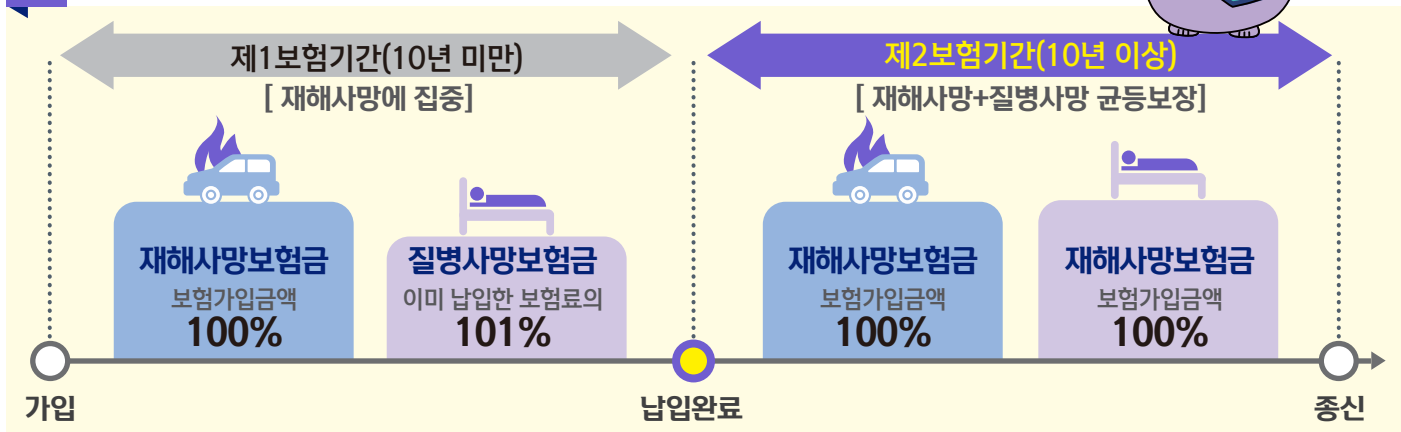 제1보험기간(10년 미만)
[ 재해사망에 집중]
제2보험기간(10년 이상)
[ 재해사망+질병사망 균등보장]
재해사망보험금
보험가입금액
100%
질병사망보험금
이미 납입한 보험료의
101%
재해사망보험금
보험가입금액
100%
재해사망보험금
보험가입금액
100%
가입
납입완료
종신